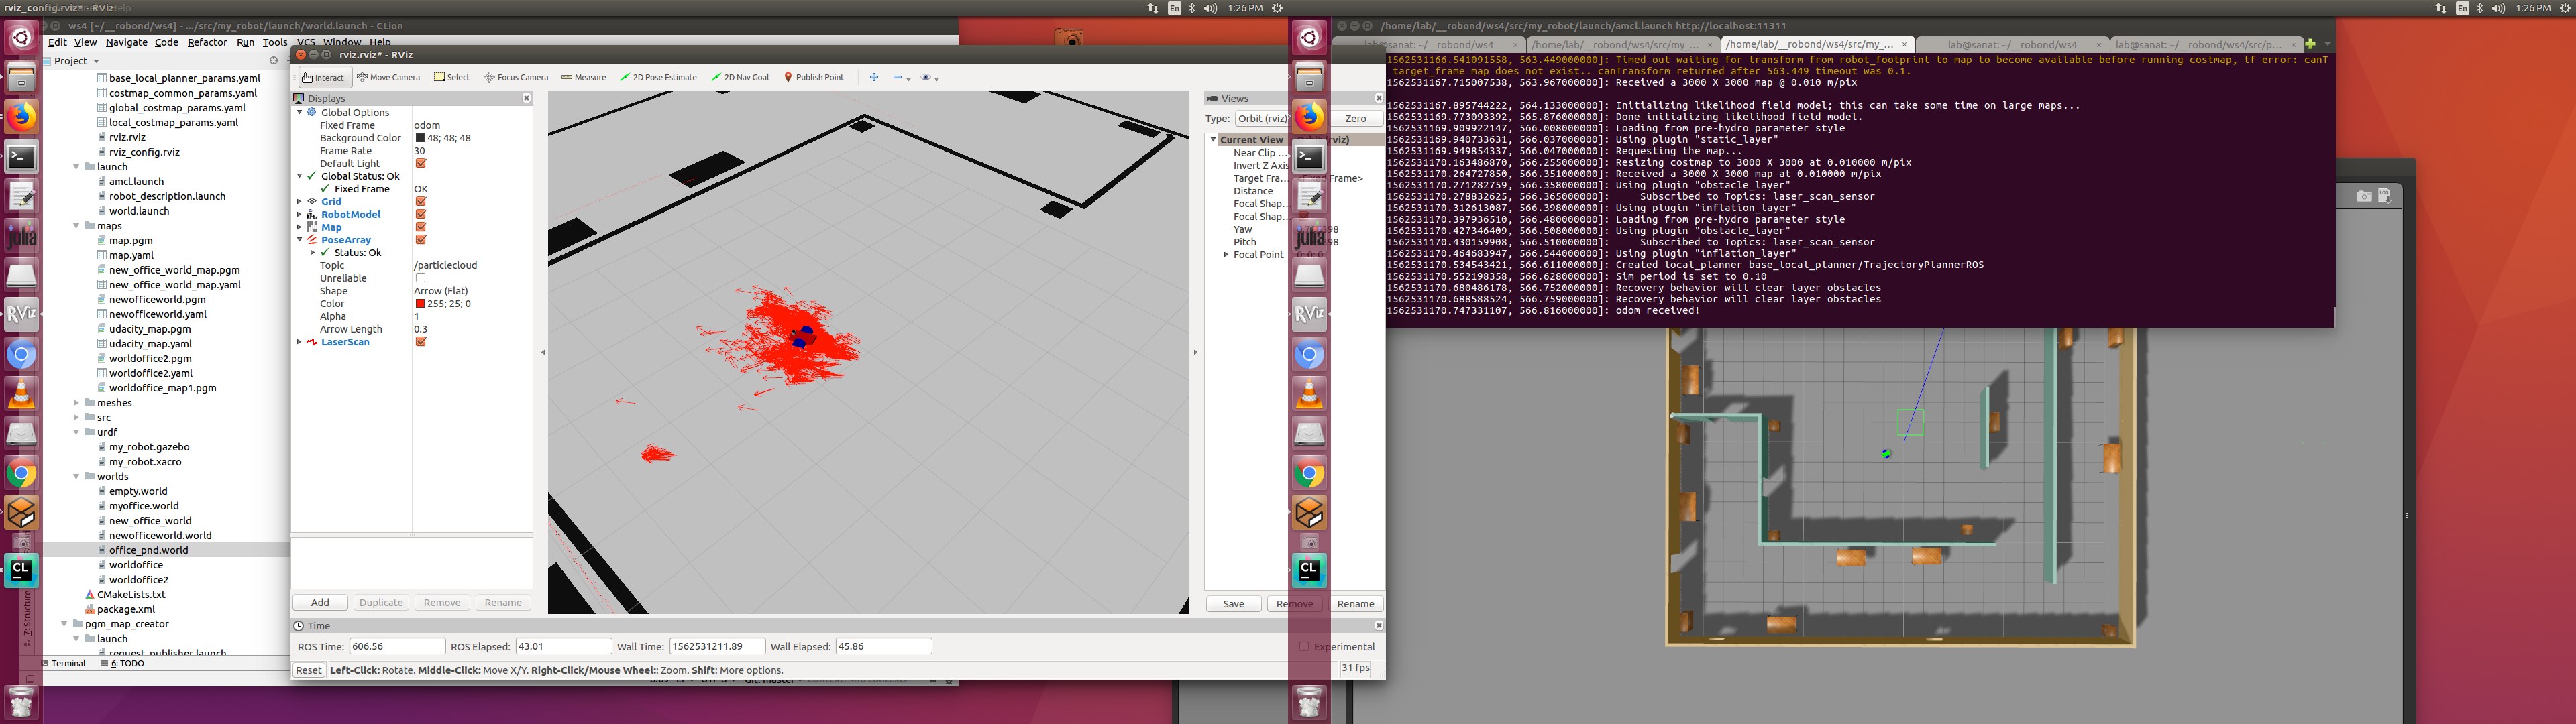 rviz_config.rviz* - RViz
1:26 PM
En
ws4 [~/__robond/ws4] - .../src/my_robot/launch/world.launch - CLion
Edit View Navigate Code Refactor Run Tools VCS Window Help
Project
base_local_planner_params.yaml
costmap_common_params.yaml
global_costmap_params.yaml
local_costmap_params.yaml
rviz.rviz
rviz_config.rviz
launch
amcl.launch
robot_description.launch
world.launch
maps
map.pgm
map.yaml
new_office_world_map.pgm
new_office_world_map.yaml
newofficeworld.pgm
newofficeworld.yaml
udacity_map.pgm
udacity_map.yaml
worldoffice2.pgm
worldoffice2.yaml
worldoffice_map1.pgm
meshes
src
urdf
my_robot.gazebo
my_robot.xacro
worlds
empty.world
myoffice.world
new_office_world
newofficeworld.world
office_pnd.world
worldoffice
worldoffice2
CMakeLists.txt
package.xml
pgm_map_creator
launch
request_publisher.launch
Z: Structure
Terminal 6: TODO
rviz.rviz* - RViz
Interact Move Camera Select Focus Camera Measure 2D Pose Estimate 2D Nav Goal Publish Point
Displays
Global Options
Fixed Frame odom
Background Color 48; 48; 48
Frame Rate 30
Default Light
Global Status: Ok
Fixed Frame OK
Grid
RobotModel
Map
PoseArray
Status: Ok
Topic /particlecloud
Unreliable
Shape Arrow (Flat)
Color 255; 25; 0
Alpha 1
Arrow Length 0.3
LaserScan
Add Duplicate Remove Rename
Views
Type: Orbit (rviz) Zero
Current View
Near Clip ...
Invert Z Axis
Target Fra...
Distance
Focal Shap...
Focal Shap...
Yaw
Pitch
Focal Point
Save Remove Rename
Time
ROS Time: 606.56 ROS Elapsed: 43.01 Wall Time: 1562531211.89 Wall Elapsed: 45.86 Experimental
Reset Left-Click: Rotate. Middle-Click: Move X/Y. Right-Click/Mouse Wheel:: Zoom. Shift: More options. 31 fps
En 1:26 PM
/home/lab/__robond/ws4/src/my_robot/launch/amcl.launch http://localhost:11311
lab@sanat: ~/__robond/ws4 /home/lab/__robond/ws4/src/my_... /home/lab/__robond/ws4/src/my_... lab@sanat: ~/__robond/ws4 lab@sanat: ~/__robond/ws4/src/p...
1562531166.541091558, 563.449000000]: Timed out waiting for transform from robot_footprint to map to become available before running costmap, tf error: canT
target_frame map does not exist.. canTransform returned after 563.449 timeout was 0.1.
1562531167.715007538, 563.967000000]: Received a 3000 X 3000 map @ 0.010 m/pix
1562531167.895744222, 564.133000000]: Initializing likelihood field model; this can take some time on large maps...
1562531169.773093392, 565.876000000]: Done initializing likelihood field model.
1562531169.909922147, 566.008000000]: Loading from pre-hydro parameter style
1562531169.940733631, 566.037000000]: Using plugin "static_layer"
1562531169.949854337, 566.047000000]: Requesting the map...
1562531170.163486870, 566.255000000]: Resizing costmap to 3000 X 3000 at 0.010000 m/pix
1562531170.264727850, 566.351000000]: Received a 3000 X 3000 map at 0.010000 m/pix
1562531170.271282759, 566.358000000]: Using plugin "obstacle_layer"
1562531170.278832625, 566.365000000]: Subscribed to Topics: laser_scan_sensor
1562531170.312613087, 566.398000000]: Using plugin "inflation_layer"
1562531170.397936510, 566.480000000]: Loading from pre-hydro parameter style
1562531170.427346409, 566.508000000]: Using plugin "obstacle_layer"
1562531170.430159908, 566.510000000]: Subscribed to Topics: laser_scan_sensor
1562531170.464683697, 566.544000000]: Using plugin "inflation_layer"
1562531170.534543421, 566.611000000]: Created local_planner base_local_planner/TrajectoryPlannerROS
1562531170.552198358, 566.628000000]: Sim period is set to 0.10
1562531170.680486178, 566.752000000]: Recovery behavior will clear layer obstacles
1562531170.688588524, 566.759000000]: Recovery behavior will clear layer obstacles
1562531170.747331107, 566.816000000]: odom received!